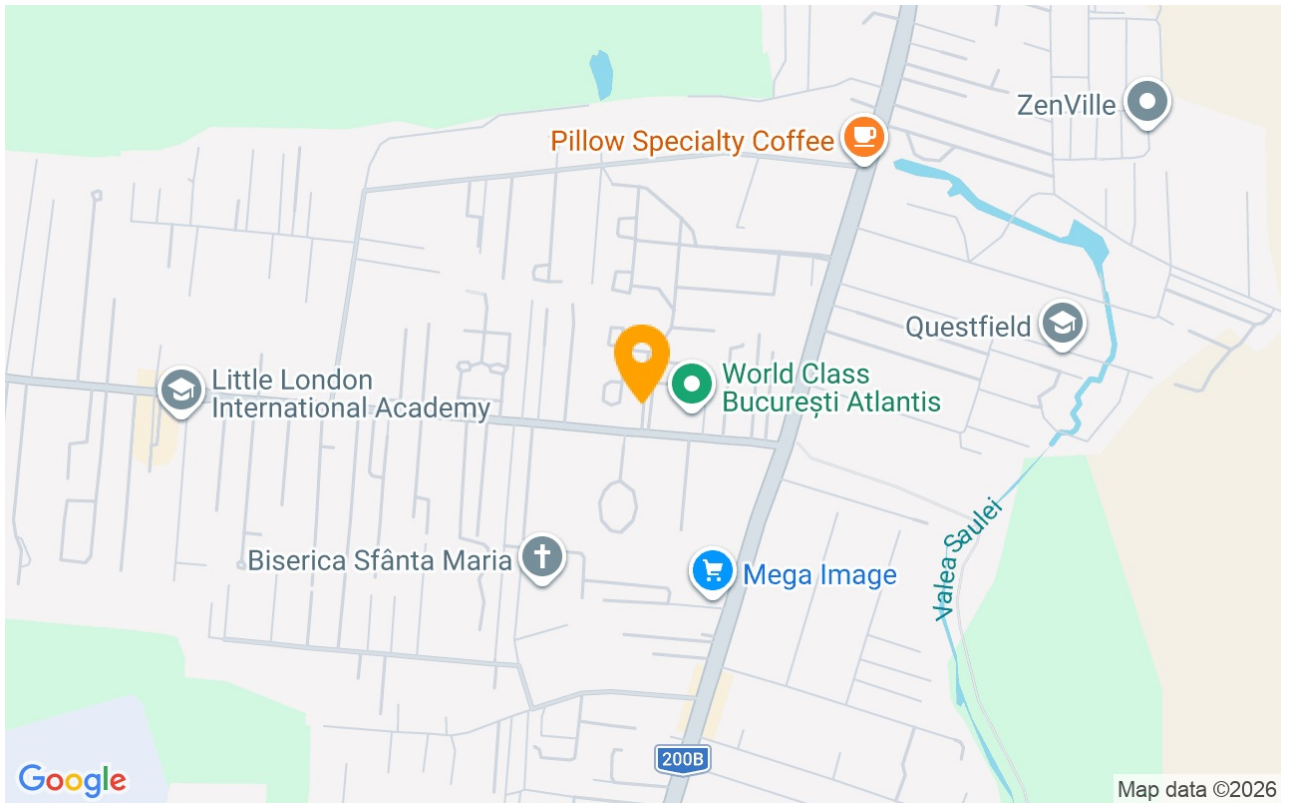 ZenVille
Pillow Specialty Coffee
Questfield
World Class
București Atlantis
Little London
International Academy
Valea Saulei
Biserica Sfânta Maria
Mega Image
200B
Google
Map data ©2026